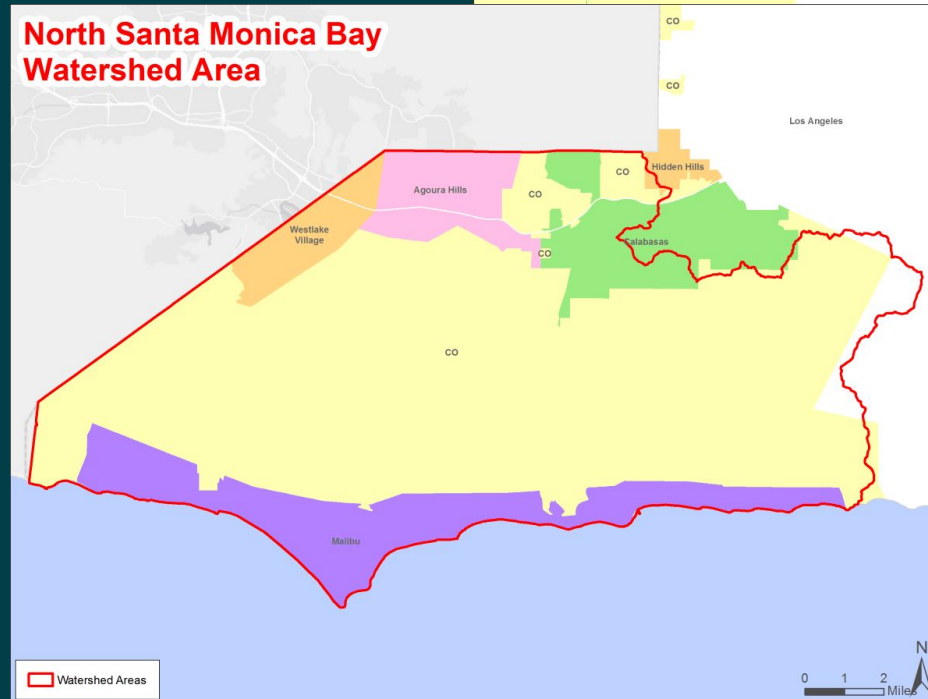 North Santa Monica Bay
Watershed Area
CO
CO
Los Angeles
Hidden Hills
CO
Agoura Hills
CO
Westlake
Village
Calabasas
CO
CO
Malibu
Watershed Areas
N
0 1 2
Miles